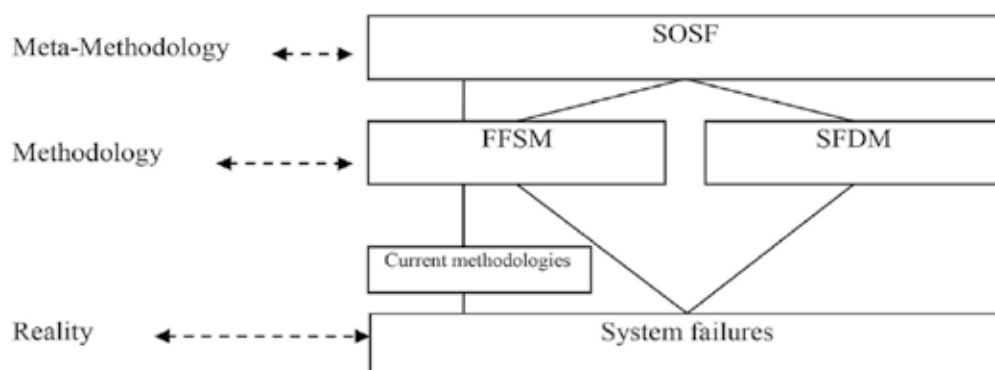 Meta-Methodology
SOSF
Methodology
FFSM
SFDM
Current methodologies
Reality
System failures